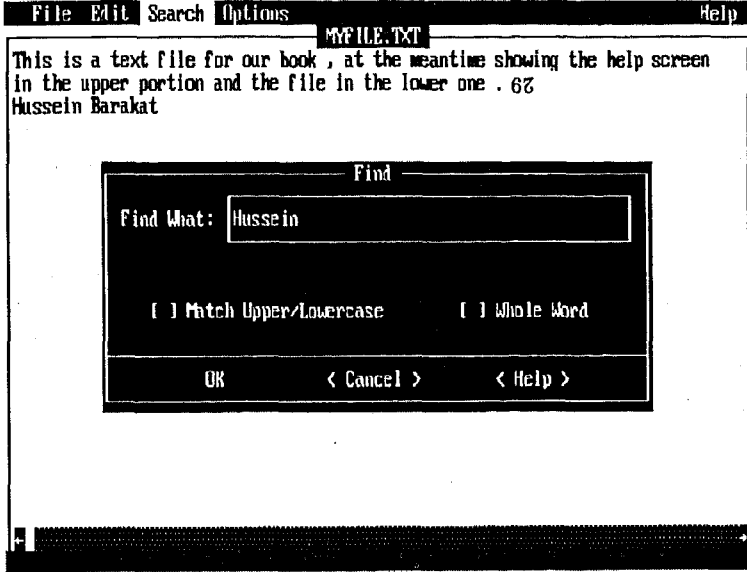 File Edit Search Options Help
MYFILE.TXT
This is a text file for our book , at the meantime showing the help screen
in the upper portion and the file in the lower one .
Hussein Barakat
Find
Find What: Hussein
[ ] Match Upper/Lowercase [ ] Whole Word
OK < Cancel > < Help >